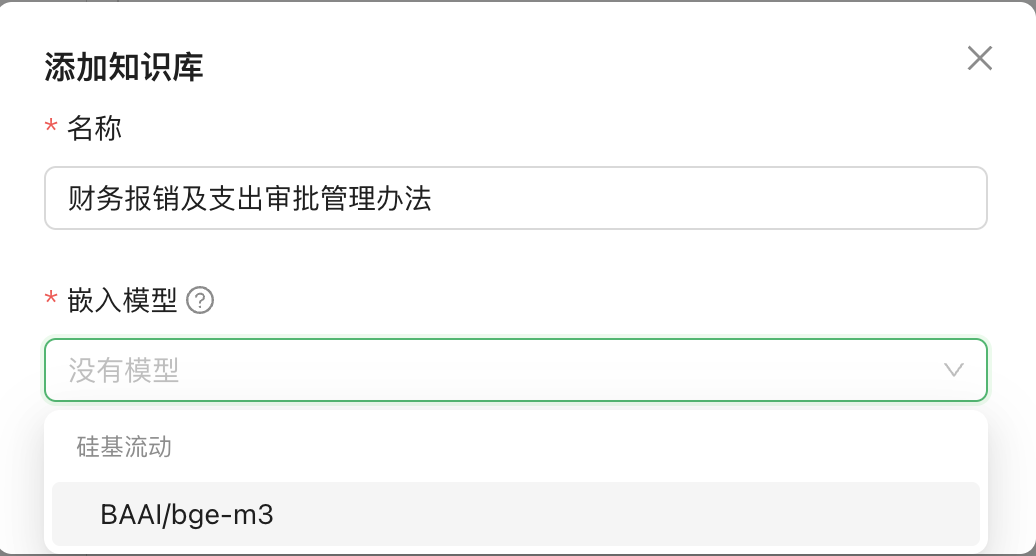 添加知识库
* 名称
财务报销及支出审批管理办法
* 嵌入模型 ?
没有模型
硅基流动
BAAI/bge-m3